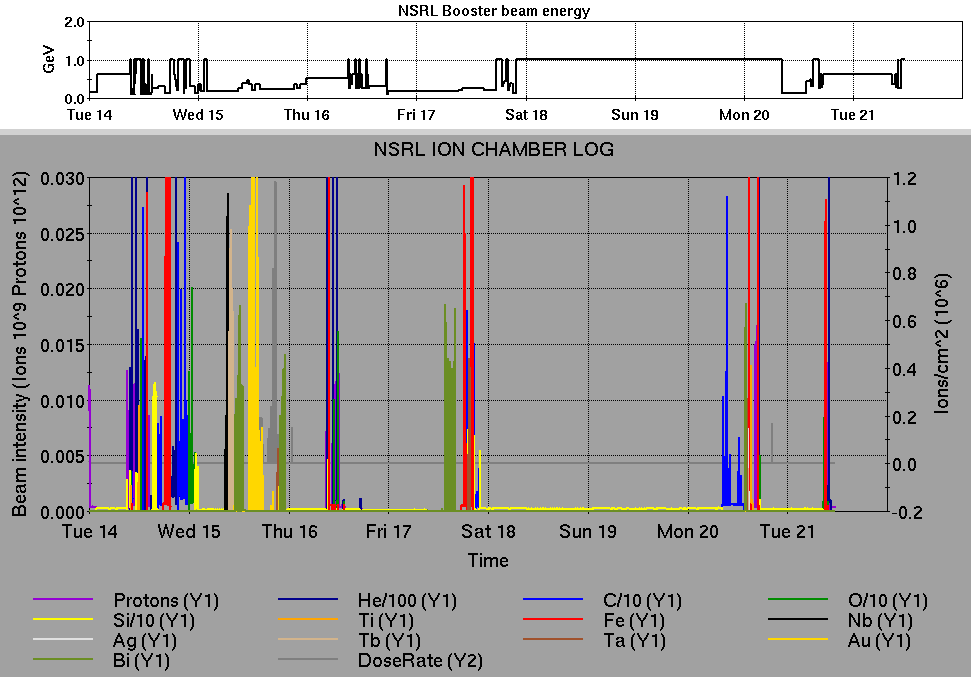 NSRL Booster beam energy
GeV
2.0
1.0
0.0
Tue 14 Wed 15 Thu 16 Fri 17 Sat 18 Sun 19 Mon 20 Tue 21
NSRL ION CHAMBER LOG
Beam intensity (Ions 10^9 Protons 10^12)
0.030
0.025
0.020
0.015
0.010
0.005
0.000
1.2
1.0
0.8
0.6
0.4
0.2
0.0
-0.2
Ions/cm^2 (10^6)
Tue 14 Wed 15 Thu 16 Fri 17 Sat 18 Sun 19 Mon 20 Tue 21
Time
Protons (Y1) He/100 (Y1) C/10 (Y1) O/10 (Y1)
Si/10 (Y1) Ti (Y1) Fe (Y1) Nb (Y1)
Ag (Y1) Tb (Y1) Ta (Y1) Au (Y1)
Bi (Y1) DoseRate (Y2)